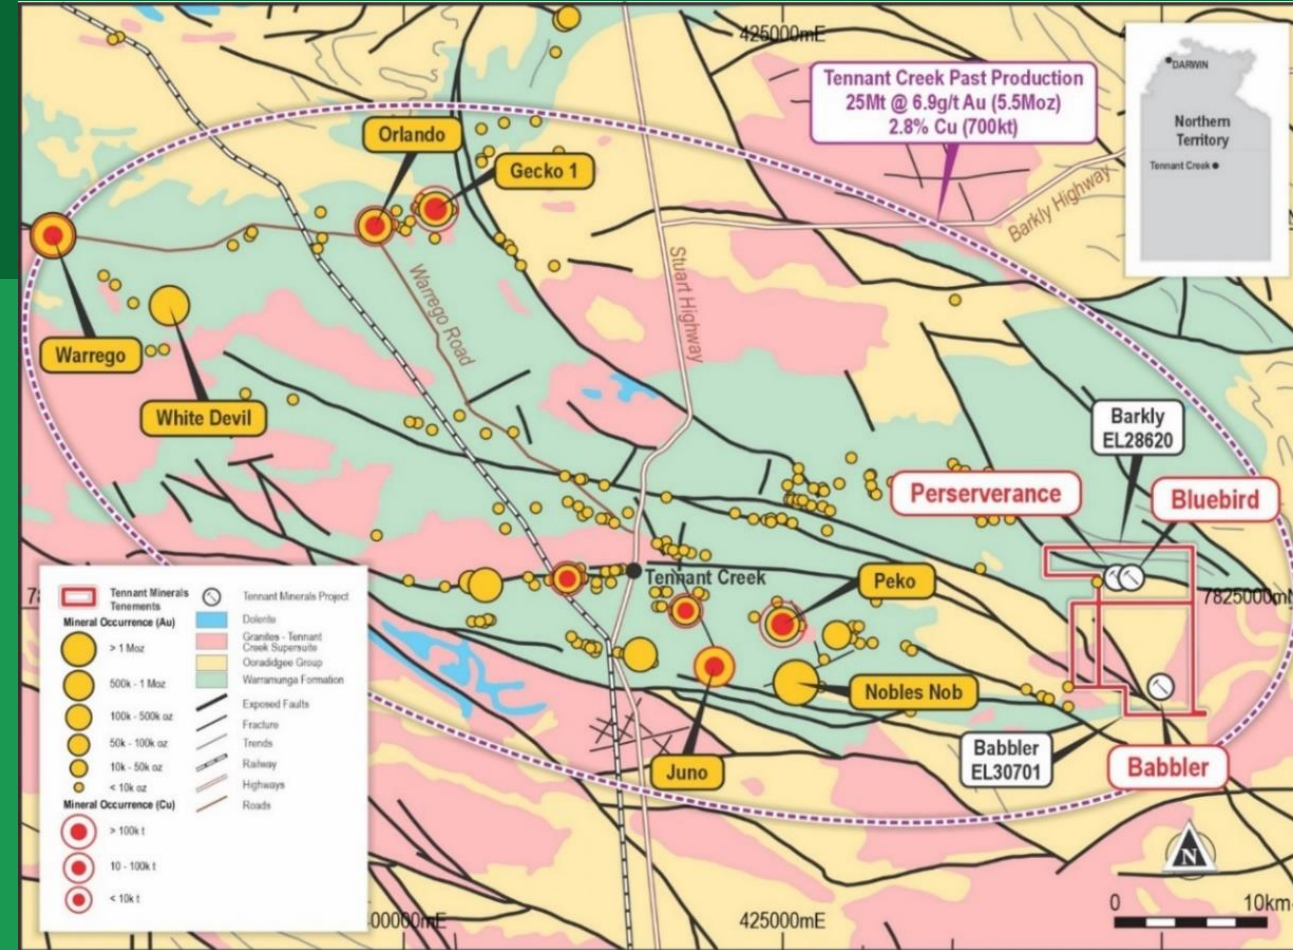 425000mE
Tennant Creek Past Production
25Mt @ 6.9g/t Au (5.5Moz)
2.8% Cu (700kt)
DARWIN
Northern
Territory
Tennant Creek
Orlando
Gecko 1
Barkly Highway
Stuart Highway
Warrego Road
Warrego
White Devil
Barkly
EL28620
Perserverance
Bluebird
Tennant Creek
Peko
7825000mN
Nobles Nob
Juno
Babbler
EL30701
Babbler
Tennant Minerals
Tenements
Mineral Occurrence (Au)
> 1 Moz
500k - 1 Moz
100k - 500k oz
50k - 100k oz
10k - 50k oz
< 10k oz
Mineral Occurrence (Cu)
> 100k t
10 - 100k t
< 10k t
Tennant Minerals Project
Dolerite
Granites - Tennant
Creek Supersuite
Ooradidgee Group
Warramunga Formation
Exposed Faults
Fracture
Trends
Railway
Highways
Roads
N
0 10km
00000mE
425000mE